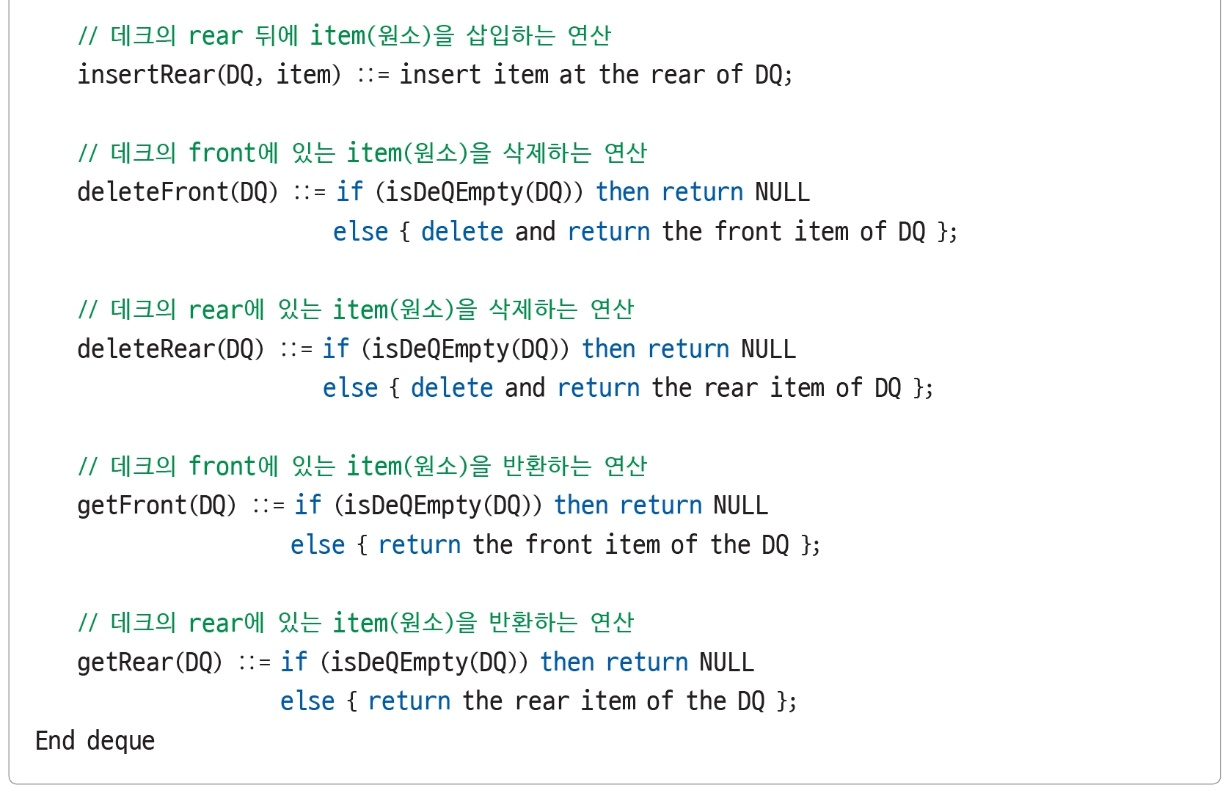 // 데크의 rear 뒤에 item(원소)을 삽입하는 연산
insertRear(DQ, item) ::= insert item at the rear of DQ;
// 데크의 front에 있는 item(원소)을 삭제하는 연산
deleteFront(DQ) ::= if (isDeQEmpty(DQ)) then return NULL
else { delete and return the front item of DQ };
// 데크의 rear에 있는 item(원소)을 삭제하는 연산
deleteRear(DQ) ::= if (isDeQEmpty(DQ)) then return NULL
else { delete and return the rear item of DQ };
// 데크의 front에 있는 item(원소)을 반환하는 연산
getFront(DQ) ::= if (isDeQEmpty(DQ)) then return NULL
else { return the front item of the DQ };
// 데크의 rear에 있는 item(원소)을 반환하는 연산
getRear(DQ) ::= if (isDeQEmpty(DQ)) then return NULL
else { return the rear item of the DQ };
End deque